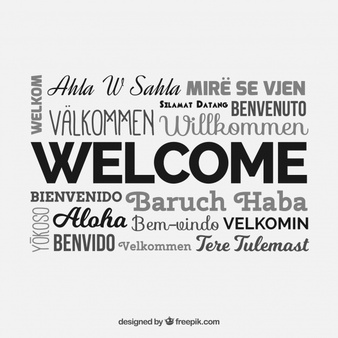 WELKOM
Ahla W Sahla
MIRË SE VJEN
SELAMAT DATANG
BENVENUTO
VÄLKOMMEN
Willkommen
WELCOME
BIENVENIDO
Baruch Haba
YŌKOSO
Aloha
Bem-vindo
VELKOMIN
BENVIDO
Velkommen
Tere Tulemast
designed by freepik.com